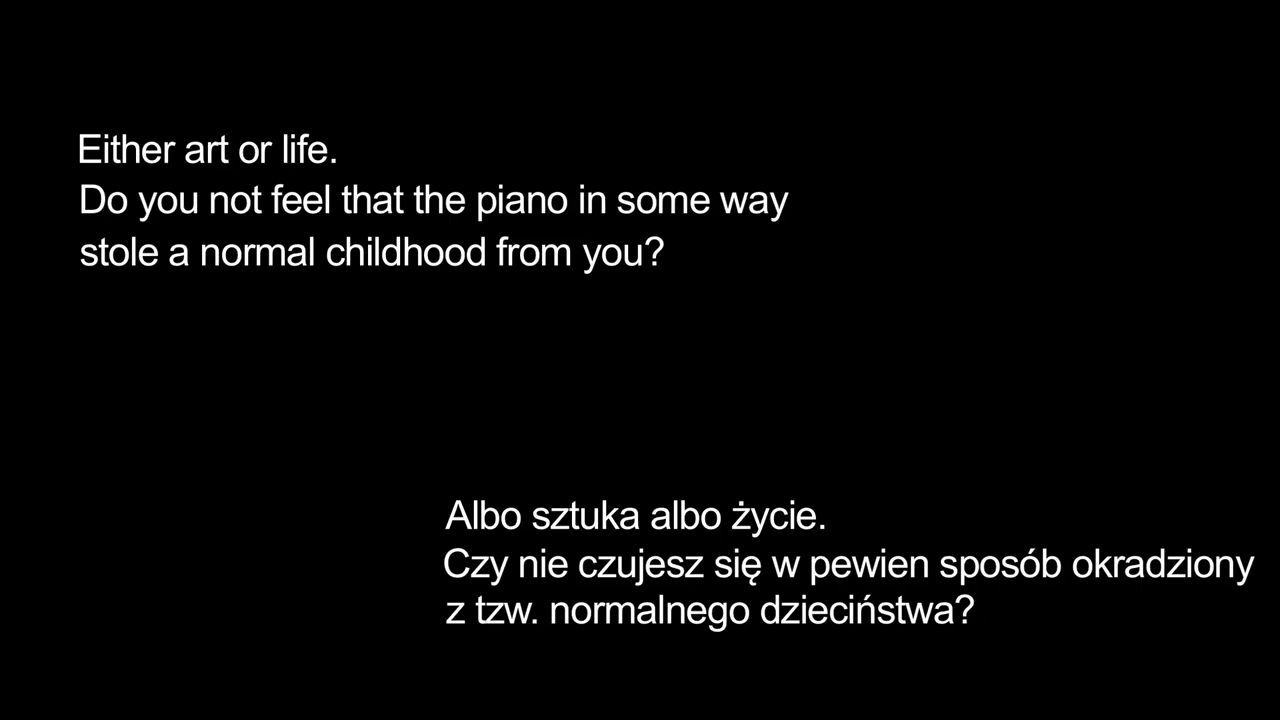 Either art or life.
Do you not feel that the piano in some way
stole a normal childhood from you?
Albo sztuka albo życie.
Czy nie czujesz się w pewien sposób okradziony
z tzw. normalnego dzieciństwa?